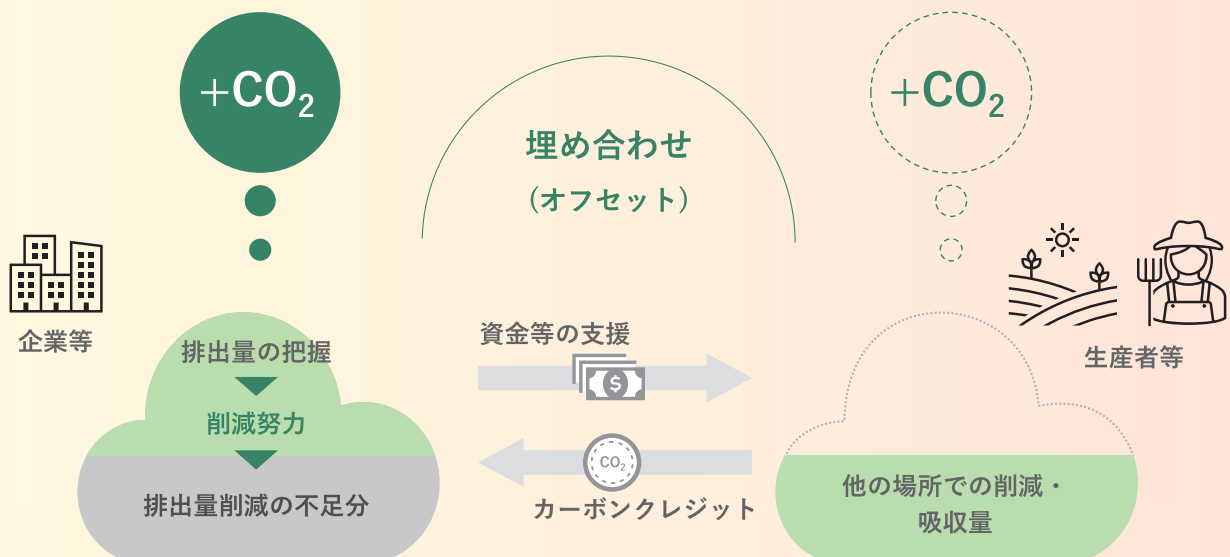 +CO₂
+CO₂
埋め合わせ
(オフセット)
企業等
排出量の把握
削減努力
排出量削減の不足分
資金等の支援
$
CO₂
カーボンクレジット
生産者等
他の場所での削減・
吸収量